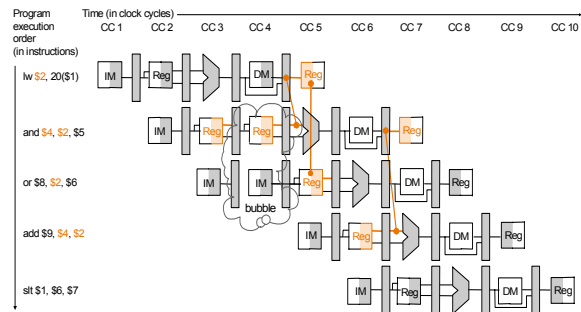 Program
execution
order
(in instructions)
Time (in clock cycles)
CC 1 CC 2 CC 3 CC 4 CC 5 CC 6 CC 7 CC 8 CC 9 CC 10
lw $2, 20($1)
IM Reg DM Reg
and $4, $2, $5
IM Reg Reg DM Reg
or $8, $2, $6
IM IM Reg DM Reg
bubble
add $9, $4, $2
IM Reg DM Reg
slt $1, $6, $7
IM Reg DM Reg